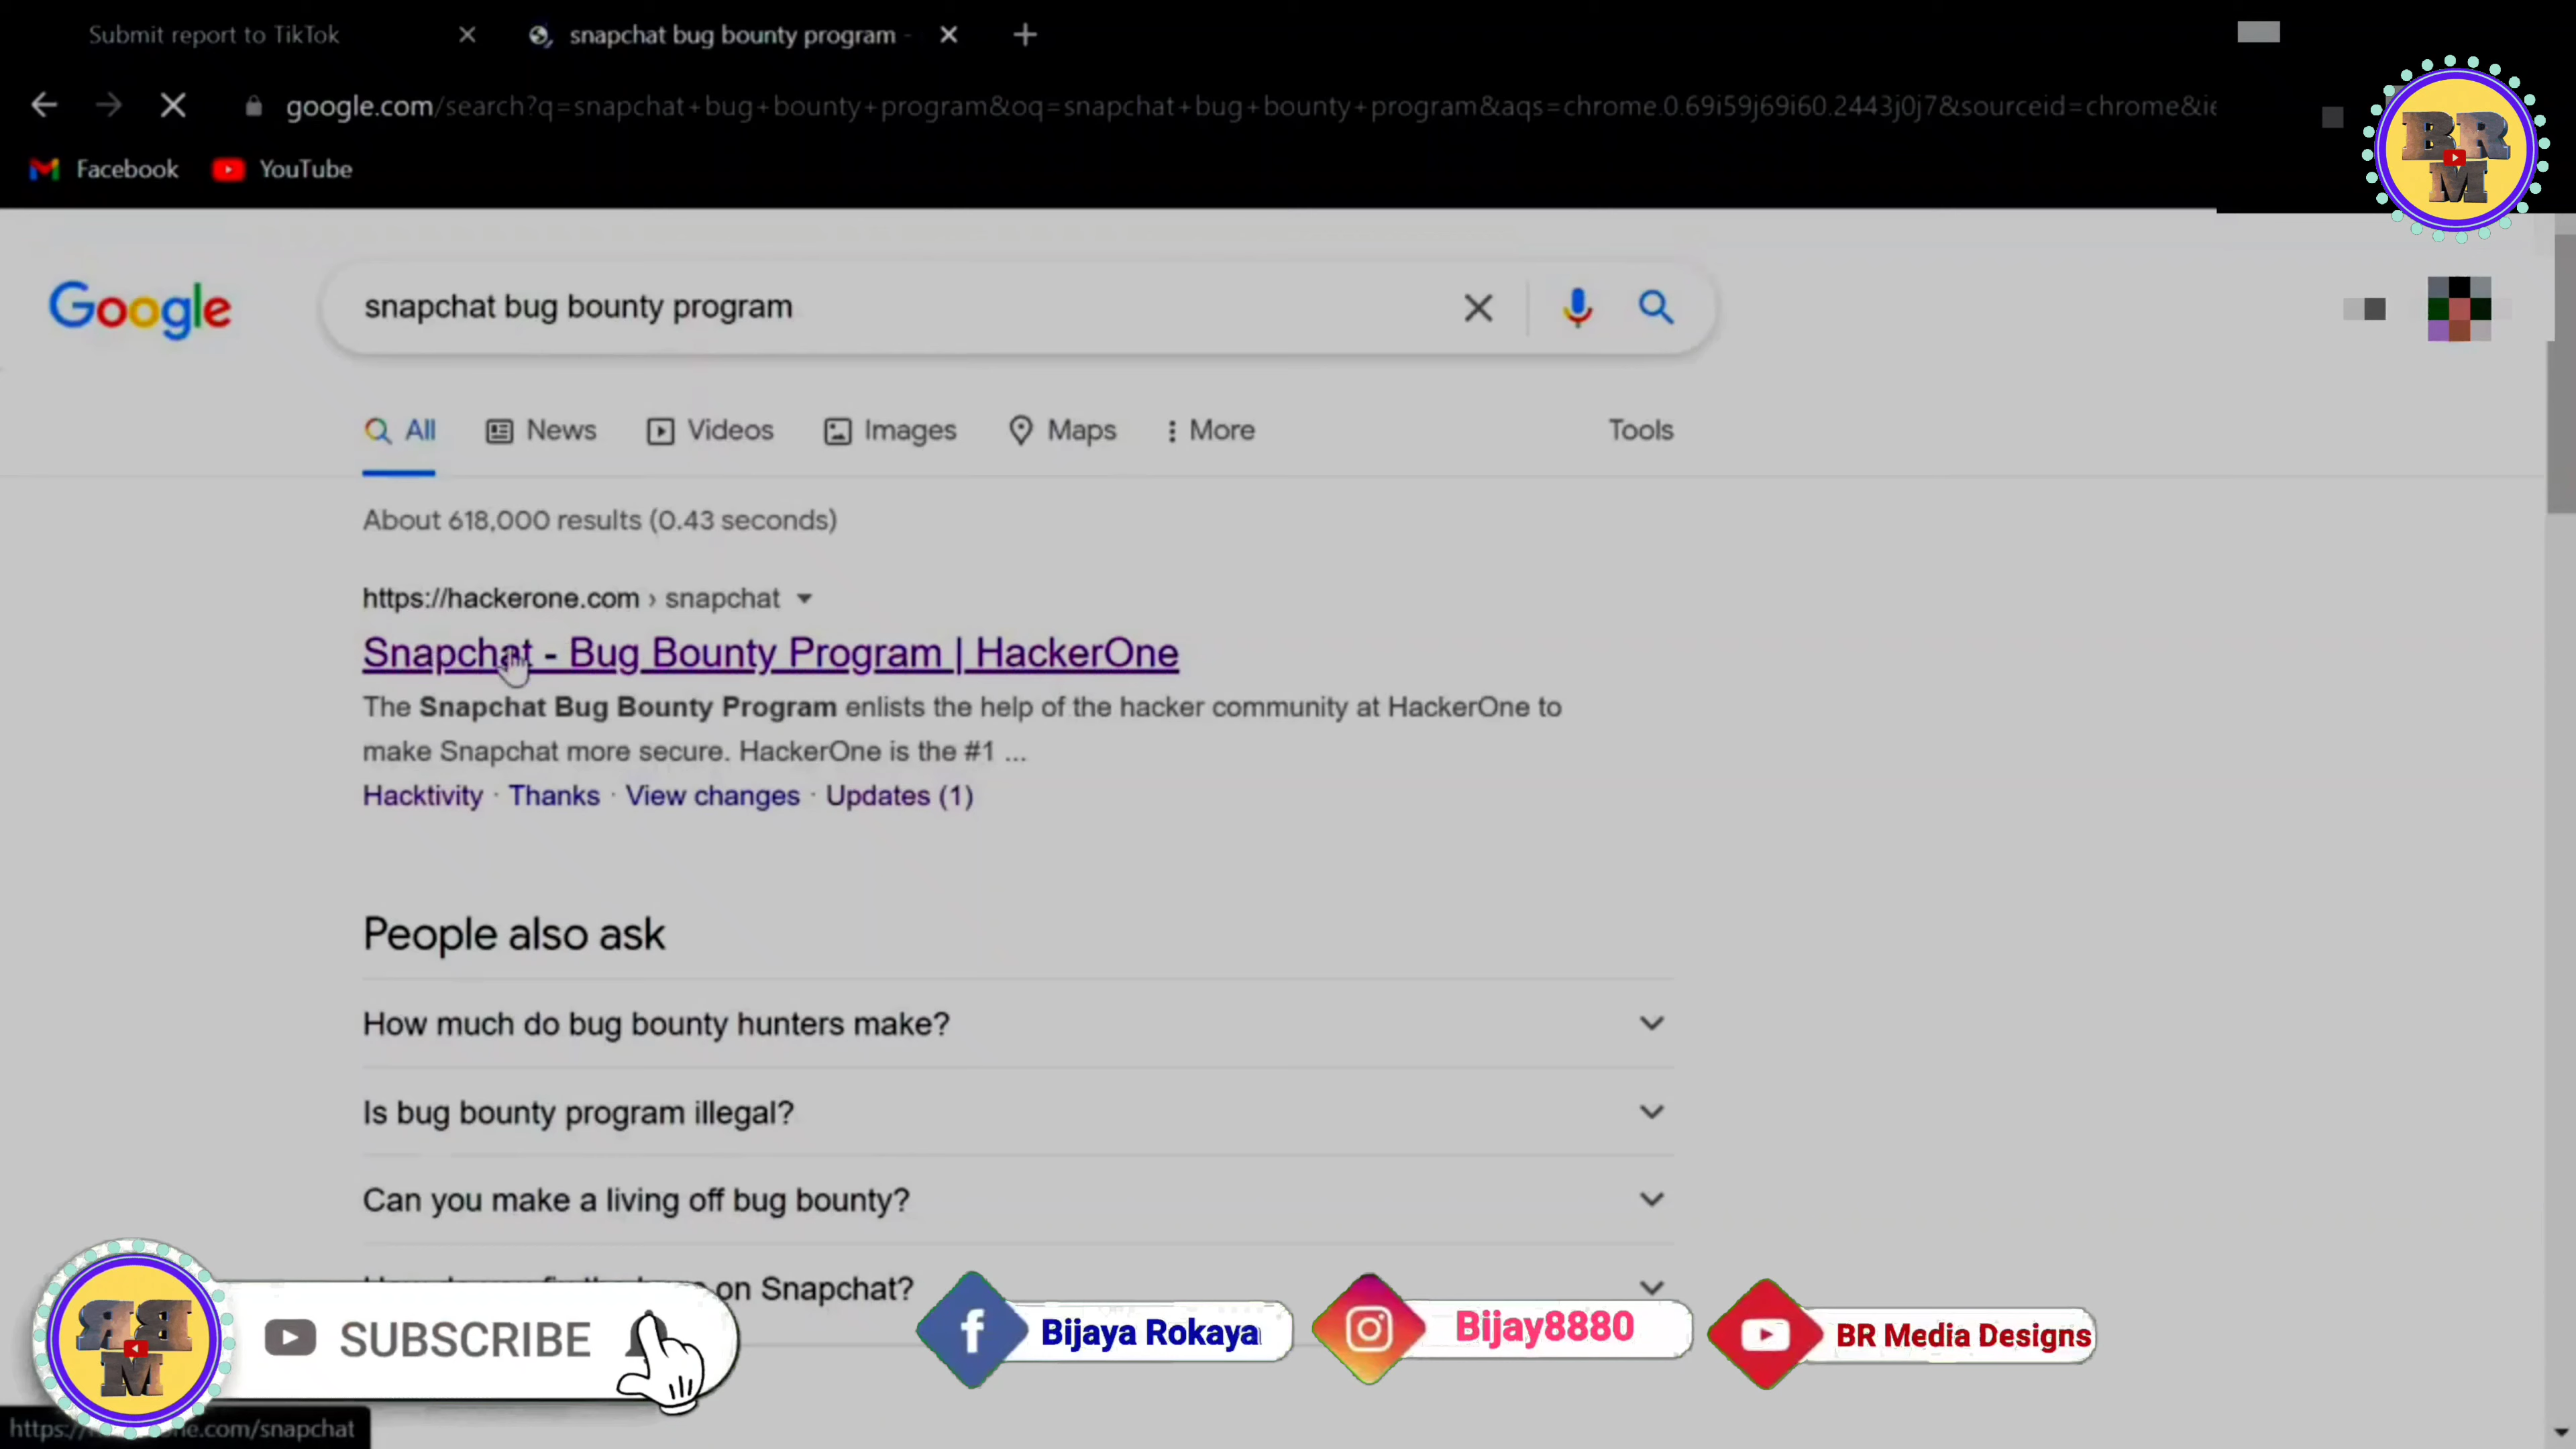 Submit report to TikTok
snapchat bug bounty program -
google.com/search?q=snapchat+bug+bounty+program&oq=snapchat+bug+bounty+program&aqs=chrome.0.69i59j69i60.2443j0j7&sourceid=chrome&ie
Facebook YouTube
BR
M
Google
snapchat bug bounty program
All News Videos Images Maps More Tools
About 618,000 results (0.43 seconds)
https://hackerone.com › snapchat
Snapchat - Bug Bounty Program | HackerOne
The Snapchat Bug Bounty Program enlists the help of the hacker community at HackerOne to
make Snapchat more secure. HackerOne is the #1 ...
Hacktivity · Thanks · View changes · Updates (1)
People also ask
How much do bug bounty hunters make?
Is bug bounty program illegal?
Can you make a living off bug bounty?
on Snapchat?
SUBSCRIBE
Bijaya Rokaya
Bijay8880
BR Media Designs